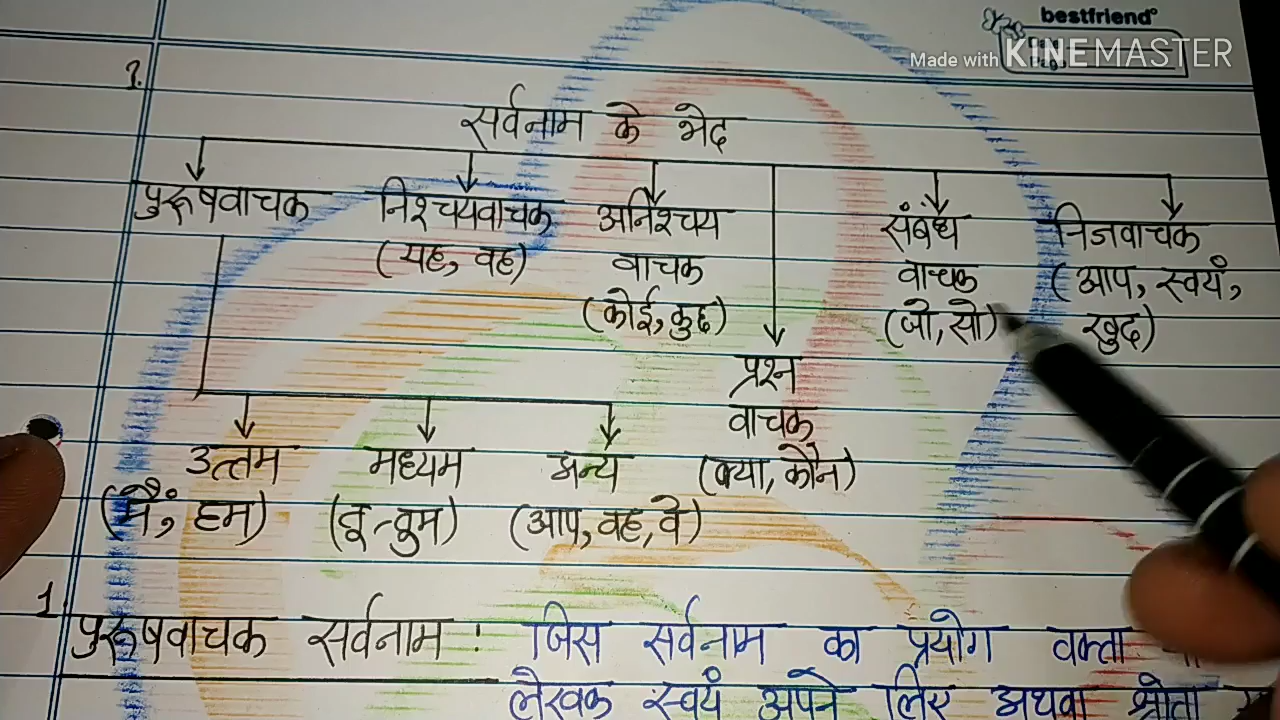 bestfriend
Made with KINEMASTER
सर्वनाम के भेद
पुरूषवाचक निश्चयवाचक अनिश्चय संबंध निजवाचक
(यह, वह) वाचक वाचक (आप, स्वयं,
(कोई, कुछ) (जो, सो) खुद)
प्रश्न
वाचक
उत्तम मध्यम अन्य (क्या, कौन)
(मैं, हम) (तू, तुम) (आप, वह, वे)
1. पुरूषवाचक सर्वनाम : जिस सर्वनाम का प्रयोग वक्ता
लेखक स्वयं अपने लिए अथवा श्रोता